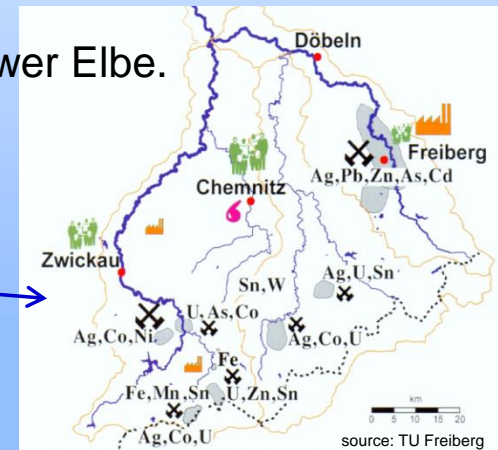 wer Elbe.
Döbeln
Freiberg
Ag,Pb,Zn,As,Cd
Chemnitz
Zwickau
Ag,U,Sn
Sn,W
U,As,Co
Ag,Co,Ni
Ag,Co,U
Fe
Fe,Mn,Sn
U,Zn,Sn
Ag,Co,U
km
0 5 10 15 20
source: TU Freiberg